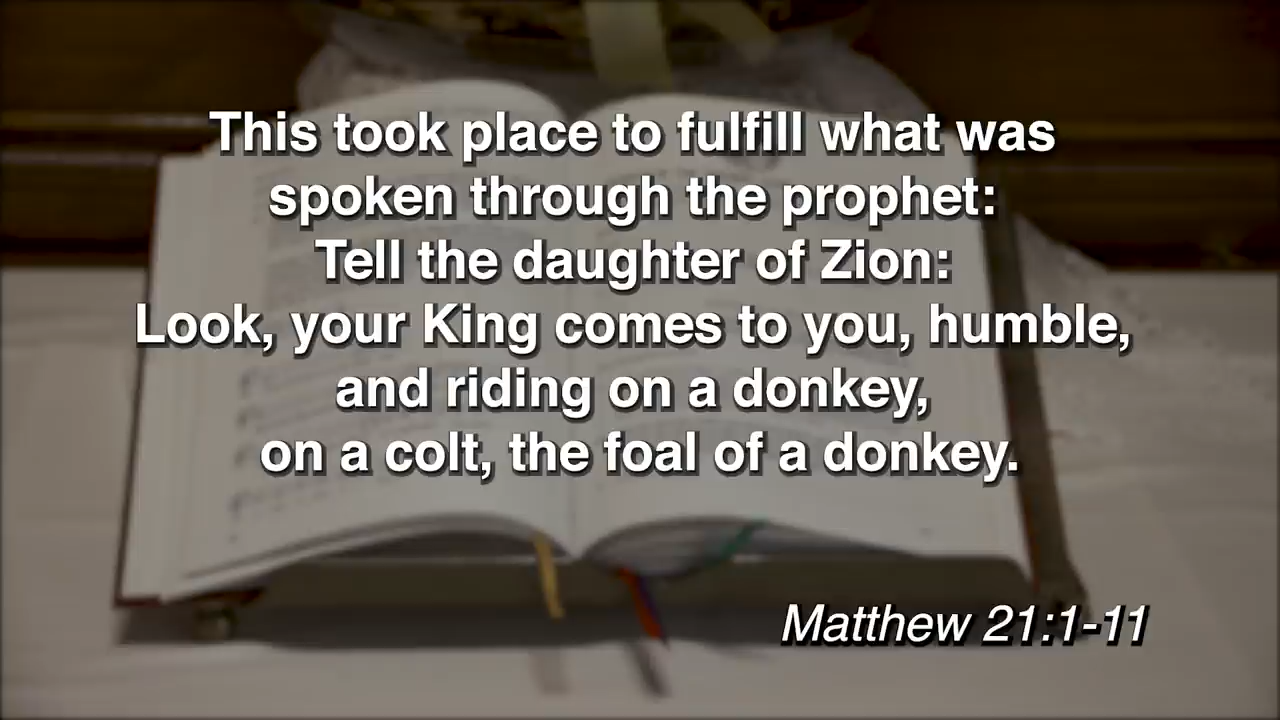 This took place to fulfill what was
spoken through the prophet:
Tell the daughter of Zion:
Look, your King comes to you, humble,
and riding on a donkey,
on a colt, the foal of a donkey.
Matthew 21:1-11